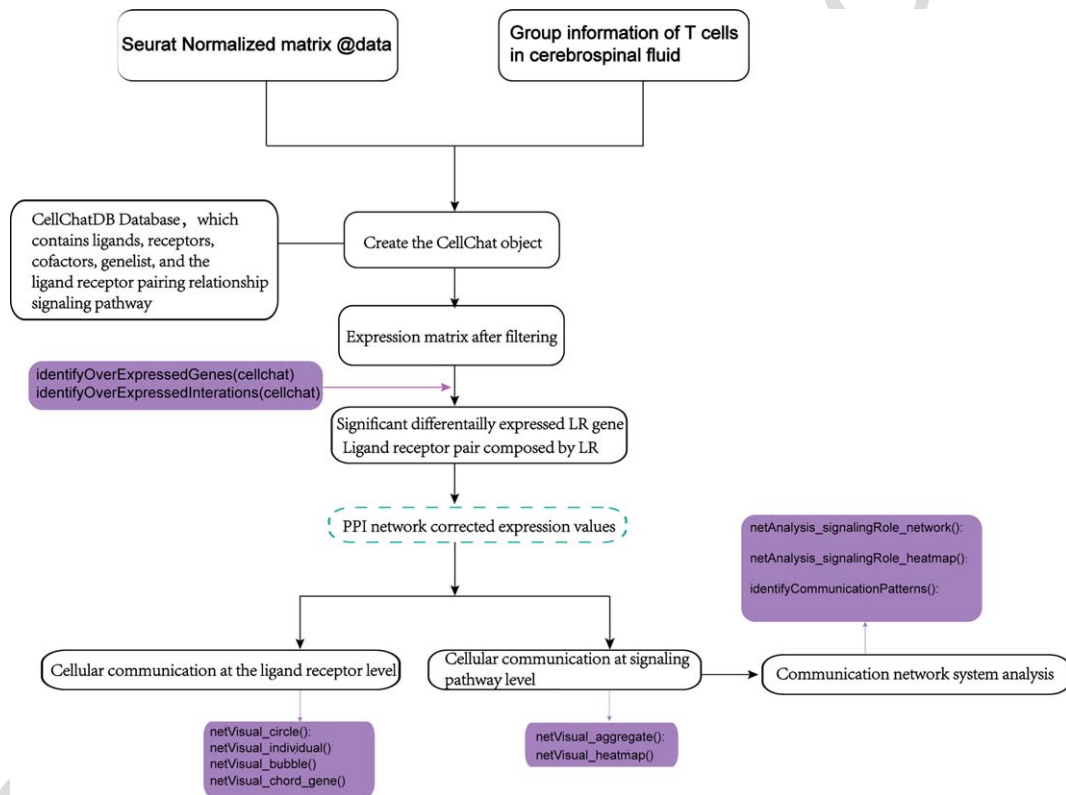 Seurat Normalized matrix @data
Group information of T cells
in cerebrospinal fluid
CellChatDB Database，which
contains ligands, receptors,
cofactors, genelist, and the
ligand receptor pairing relationship
signaling pathway
Create the CellChat object
Expression matrix after filtering
identifyOverExpressedGenes(cellchat)
identifyOverExpressedInterations(cellchat)
Significant differentailly expressed LR gene
Ligand receptor pair composed by LR
PPI network corrected expression values
netAnalysis_signalingRole_network():
netAnalysis_signalingRole_heatmap():
identifyCommunicationPatterns():
Cellular communication at the ligand receptor level
Cellular communication at signaling
pathway level
Communication network system analysis
netVisual_circle():
netVisual_individual()
netVisual_bubble()
netVisual_chord_gene()
netVisual_aggregate():
netVisual_heatmap()